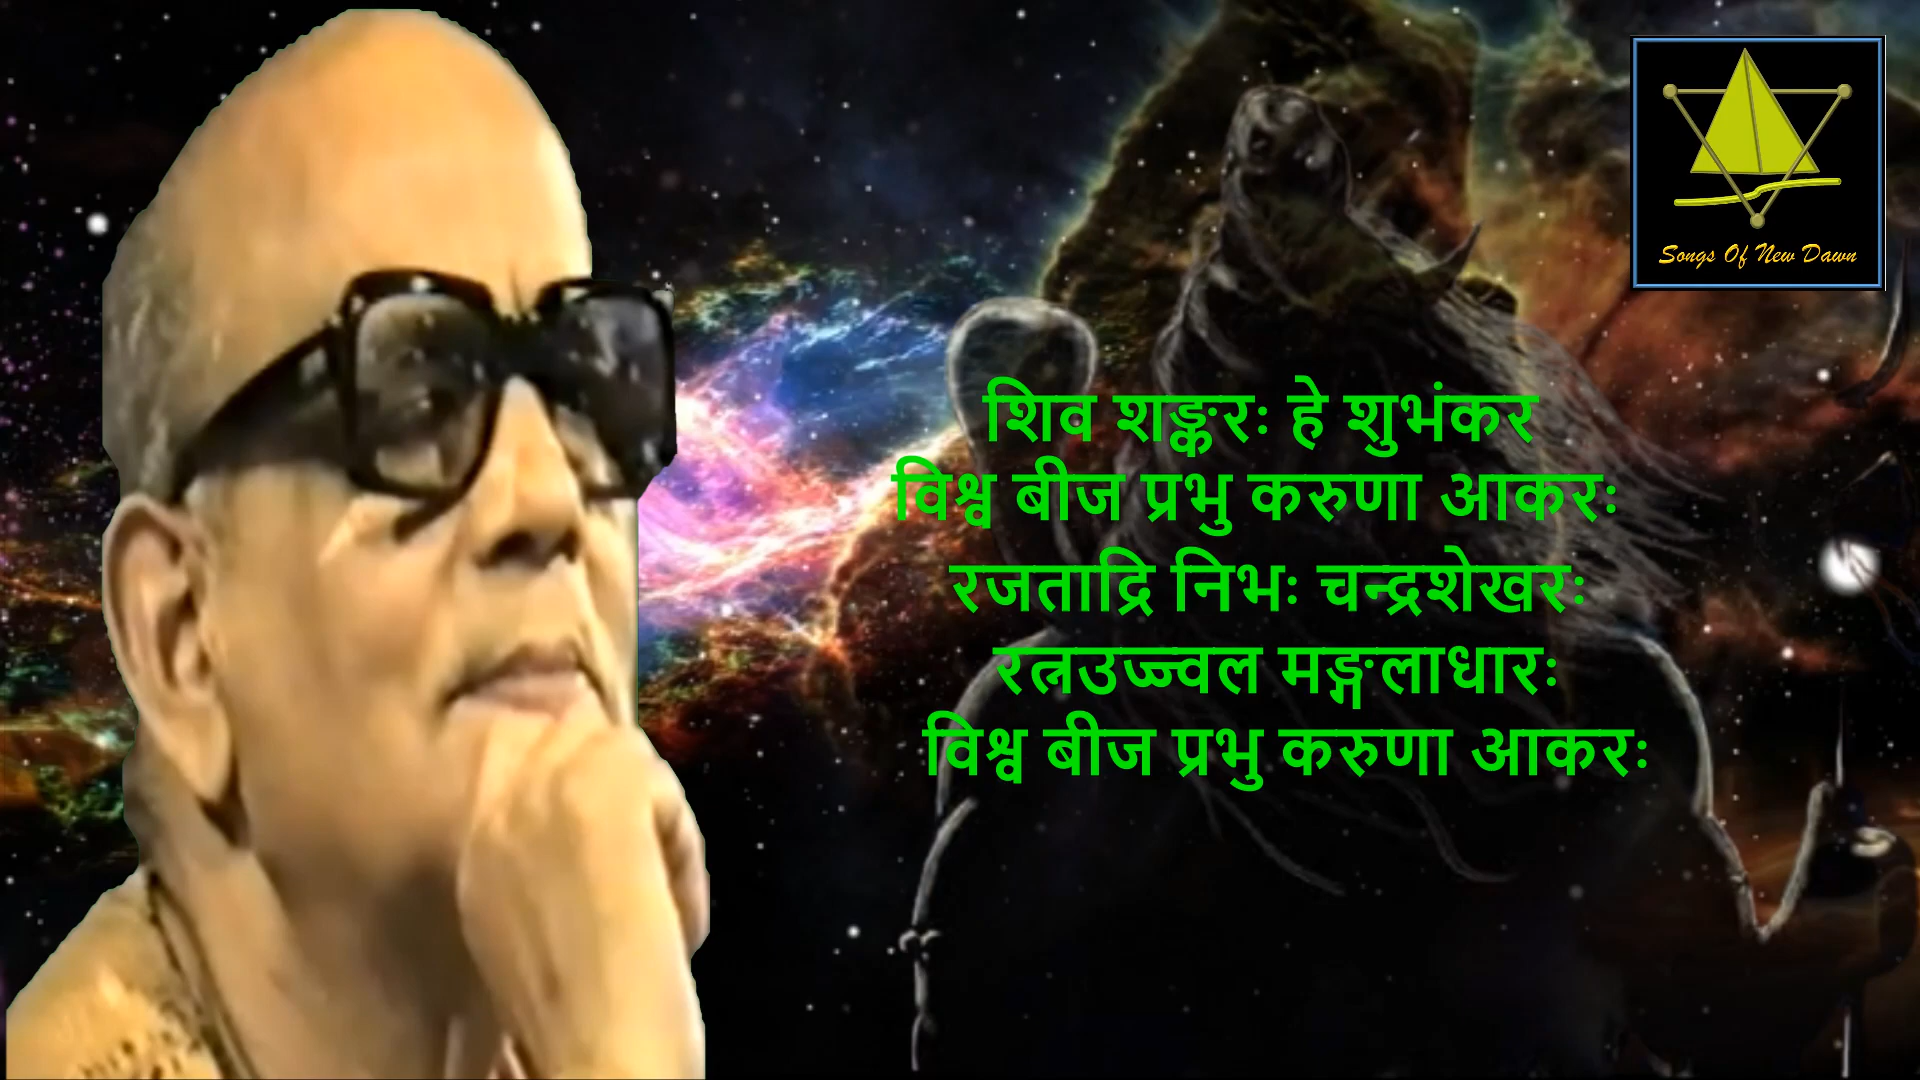 शिव शङ्करः हे शुभंकर
विश्व बीज प्रभु करुणा आकरः
रजताद्रि निभः चन्द्रशेखरः
रत्नउज्ज्वल मङ्गलाधारः
विश्व बीज प्रभु करुणा आकरः
Songs Of New Dawn